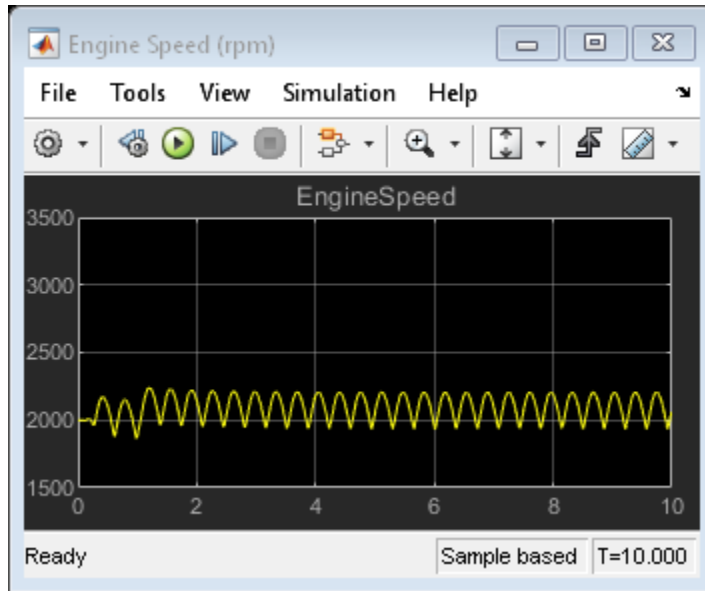 Engine Speed (rpm)
File Tools View Simulation Help
EngineSpeed
3500
3000
2500
2000
1500
0 2 4 6 8 10
Ready Sample based T=10.000